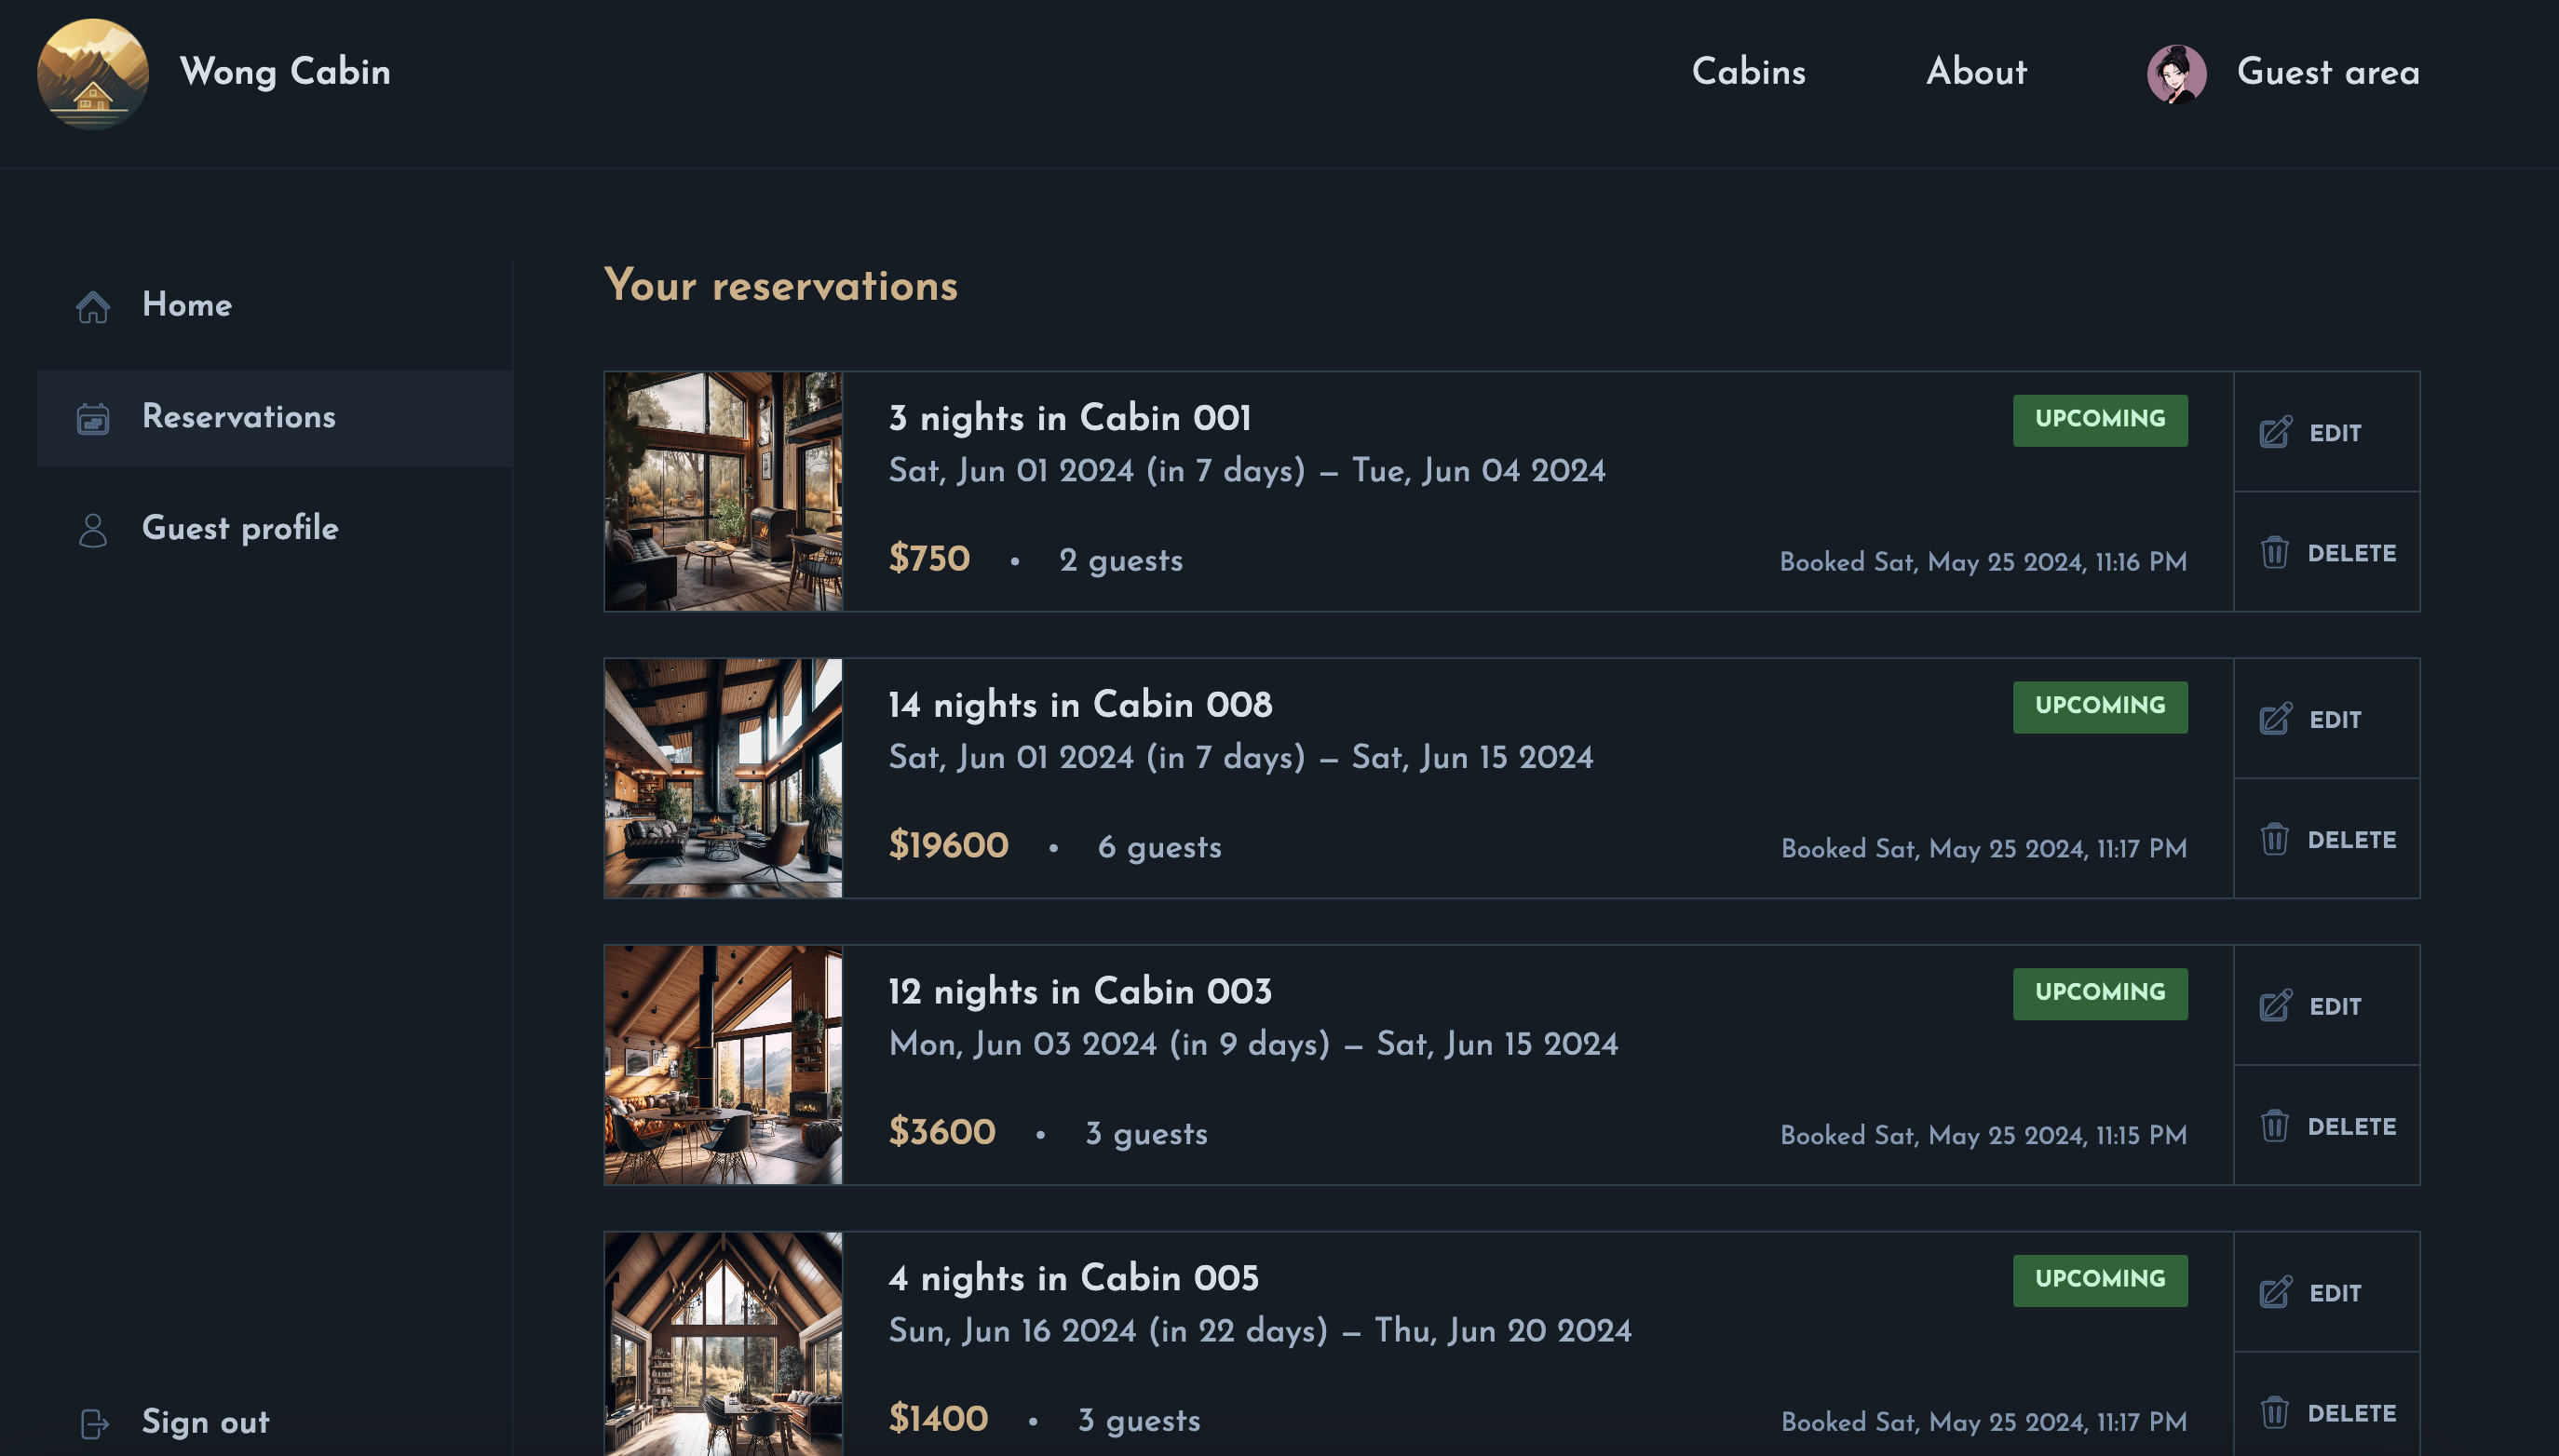 Wong Cabin
Cabins
About
Guest area
Home
Reservations
Guest profile
Sign out
Your reservations
3 nights in Cabin 001
UPCOMING
Sat, Jun 01 2024 (in 7 days) — Tue, Jun 04 2024
$750 • 2 guests
Booked Sat, May 25 2024, 11:16 PM
EDIT
DELETE
14 nights in Cabin 008
UPCOMING
Sat, Jun 01 2024 (in 7 days) — Sat, Jun 15 2024
$19600 • 6 guests
Booked Sat, May 25 2024, 11:17 PM
EDIT
DELETE
12 nights in Cabin 003
UPCOMING
Mon, Jun 03 2024 (in 9 days) — Sat, Jun 15 2024
$3600 • 3 guests
Booked Sat, May 25 2024, 11:15 PM
EDIT
DELETE
4 nights in Cabin 005
UPCOMING
Sun, Jun 16 2024 (in 22 days) — Thu, Jun 20 2024
$1400 • 3 guests
Booked Sat, May 25 2024, 11:17 PM
EDIT
DELETE